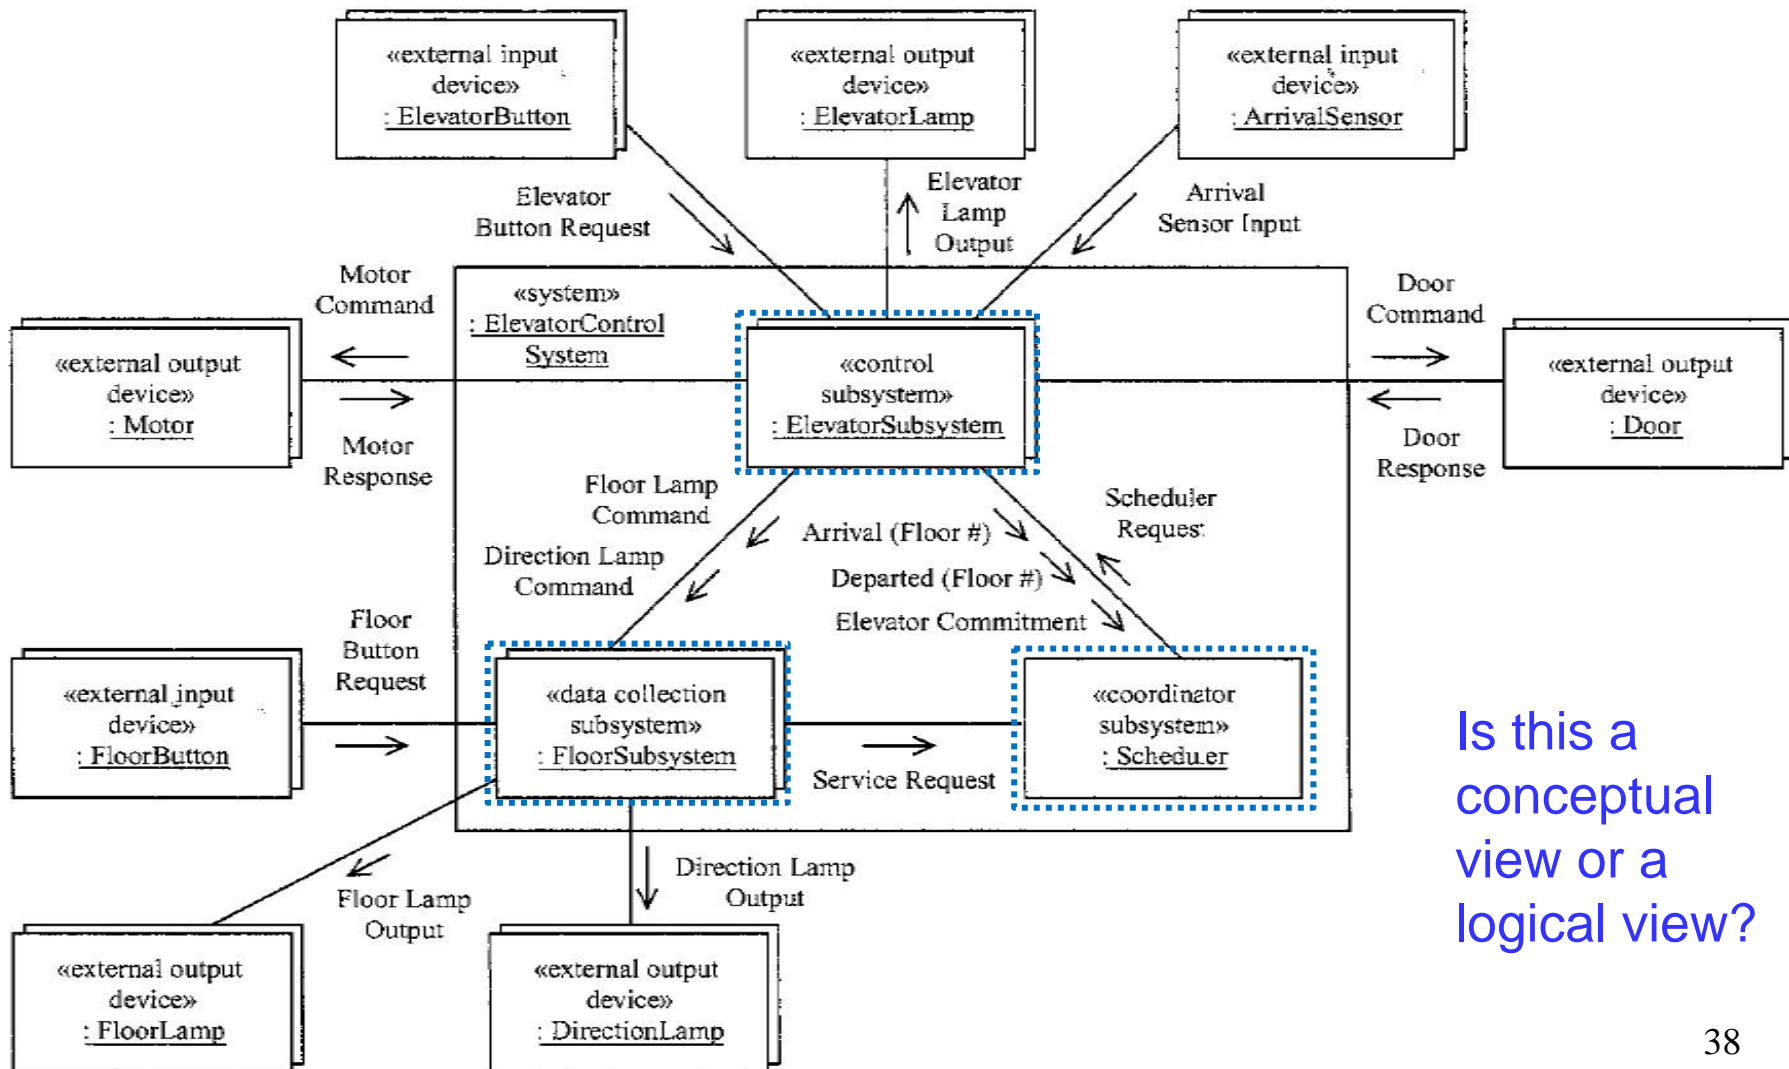 «external input
device»
: ElevatorButton
«external output
device»
: ElevatorLamp
«external input
device»
: ArrivalSensor
Elevator
Button Request
Elevator
Lamp
Output
Arrival
Sensor Input
Motor
Command
«system»
: ElevatorControl
System
Door
Command
«external output
device»
: Motor
«control
subsystem»
: ElevatorSubsystem
«external output
device»
: Door
Motor
Response
Door
Response
Floor Lamp
Command
Arrival (Floor #)
Scheduler
Request
Direction Lamp
Command
Departed (Floor #)
Elevator Commitment
Floor
Button
Request
«external input
device»
: FloorButton
«data collection
subsystem»
: FloorSubsystem
«coordinator
subsystem»
: Scheduler
Service Request
Is this a
conceptual
view or a
logical view?
Floor Lamp
Output
Direction Lamp
Output
«external output
device»
: FloorLamp
«external output
device»
: DirectionLamp
38